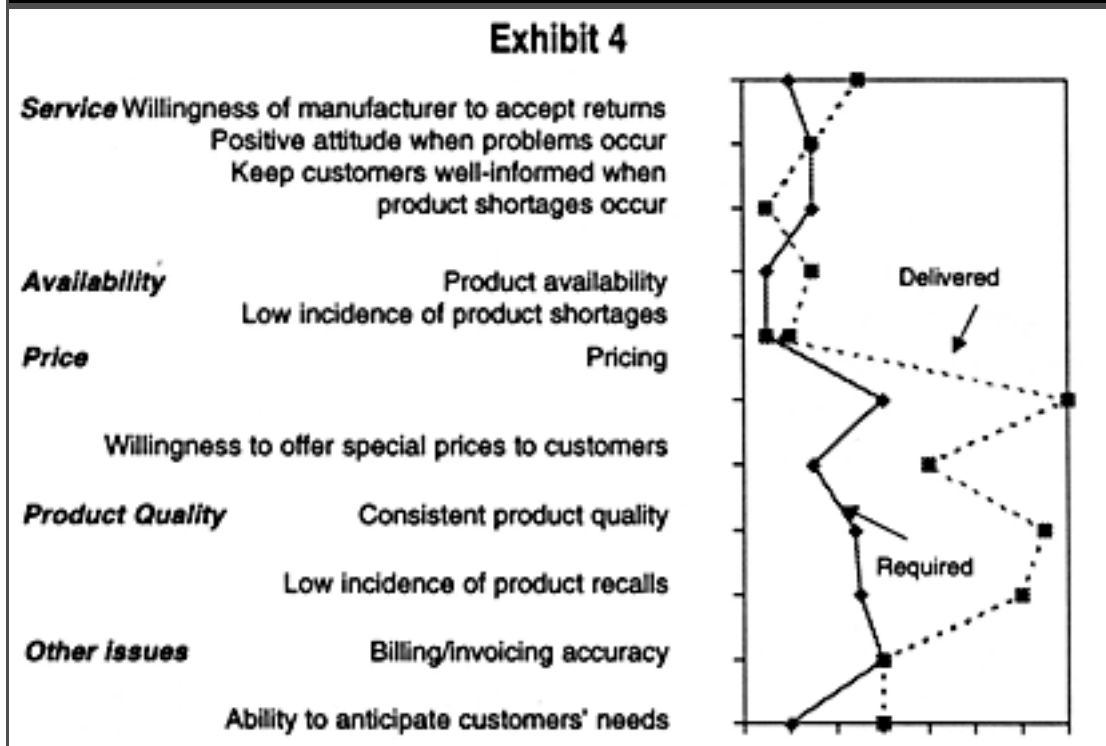 Exhibit 4
Service Willingness of manufacturer to accept returns
Positive attitude when problems occur
Keep customers well-informed when
product shortages occur
Availability Product availability
Delivered
Low incidence of product shortages
Price Pricing
Willingness to offer special prices to customers
Product Quality Consistent product quality
Required
Low incidence of product recalls
Other issues Billing/invoicing accuracy
Ability to anticipate customers' needs